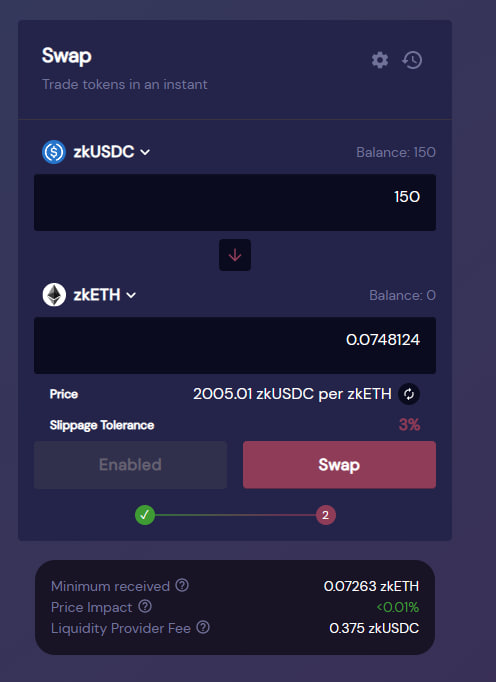 Swap
Trade tokens in an instant
zkUSDC Balance: 150
150
zkETH Balance: 0
0.0748124
Price 2005.01 zkUSDC per zkETH
Slippage Tolerance 3%
Enabled Swap
2
Minimum received 0.07263 zkETH
Price Impact <0.01%
Liquidity Provider Fee 0.375 zkUSDC